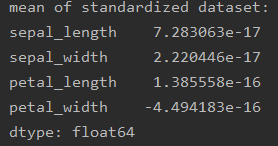 mean of standardized dataset:
sepal_length    7.283063e-17
sepal_width     2.220446e-17
petal_length    1.385558e-16
petal_width    -4.494183e-16
dtype: float64